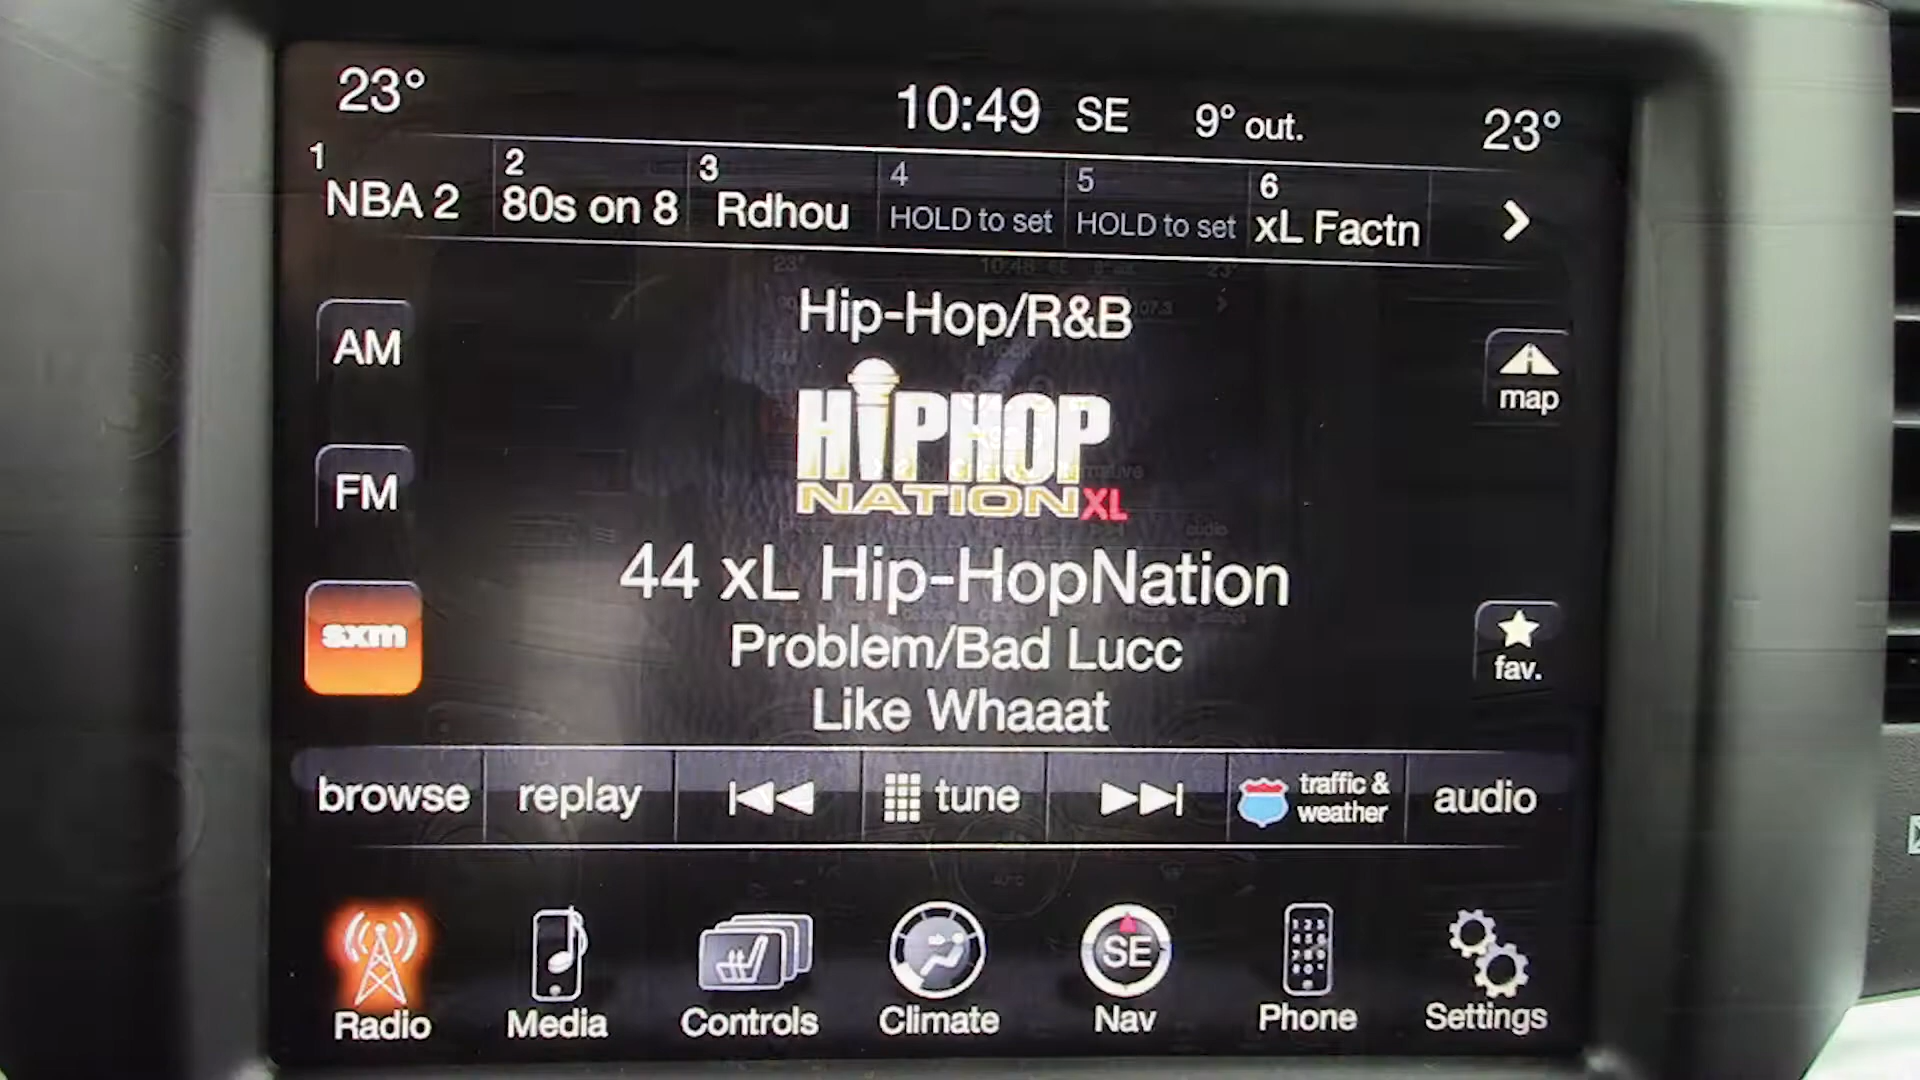 23° 10:49 SE 9° out. 23°
1 2 3 4 5 6
NBA 2 80s on 8 Rdhou HOLD to set HOLD to set xL Factn
Hip-Hop/R&B
AM
map
HIPHOP
NATION XL
FM
44 xL Hip-HopNation
sxm
Problem/Bad Lucc
fav.
Like Whaaat
browse replay tune traffic & weather audio
SE
Radio Media Controls Climate Nav Phone Settings